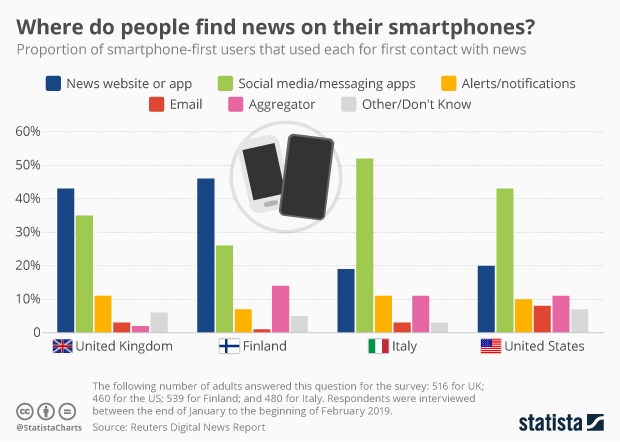 Where do people find news on their smartphones?
Proportion of smartphone-first users that used each for first contact with news
News website or app Social media/messaging apps Alerts/notifications
Email Aggregator Other/Don't Know
60%
50%
40%
30%
20%
10%
0
United Kingdom Finland Italy United States
The following number of adults answered this question for the survey: 516 for UK;
460 for the US; 539 for Finland; and 480 for Italy. Respondents were interviewed
between the end of January to the beginning of February 2019.
@StatistaCharts Source: Reuters Digital News Report
cc
statista